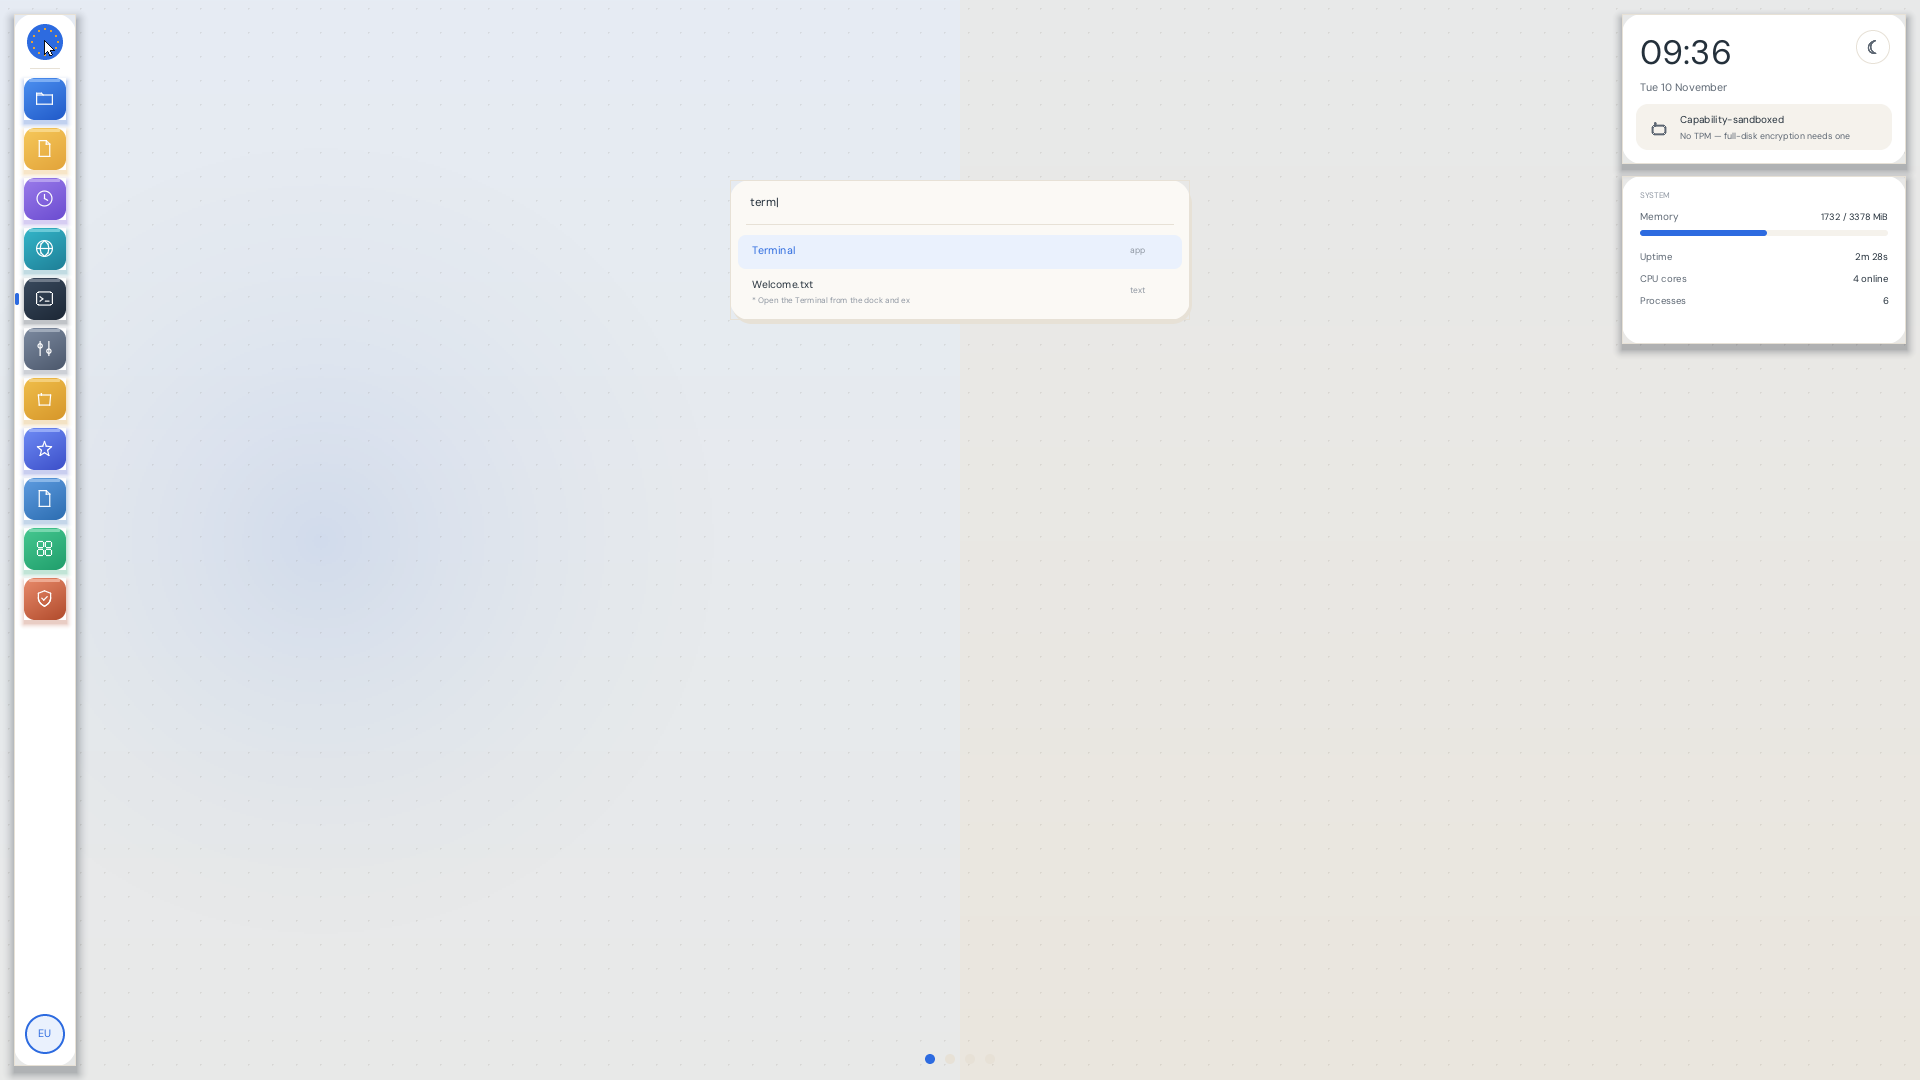 09:36
Tue 10 November
Capability-sandboxed
No TPM — full-disk encryption needs one
term
Terminal app
Welcome.txt text
* Open the Terminal from the dock and ex
SYSTEM
Memory 1732 / 3378 MiB
Uptime 2m 28s
CPU cores 4 online
Processes 6
EU